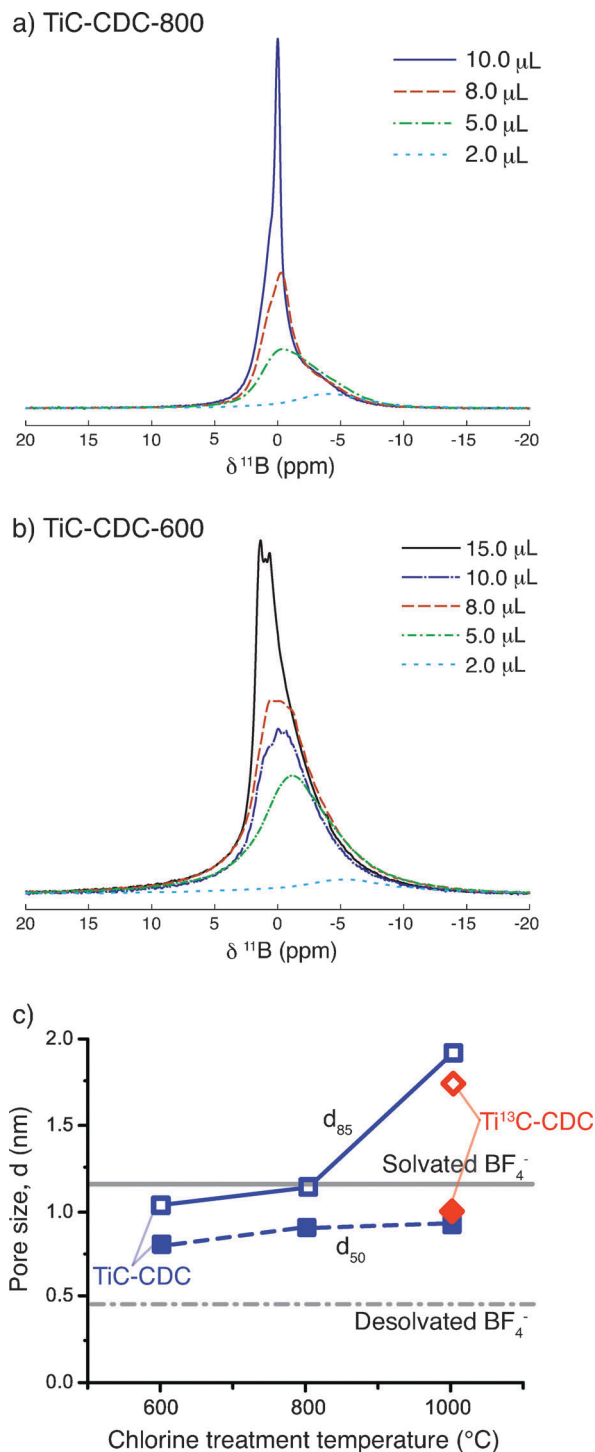 a) TiC-CDC-800
10.0 μL
8.0 μL
5.0 μL
2.0 μL
20 15 10 5 0 -5 -10 -15 -20
δ ¹¹B (ppm)
b) TiC-CDC-600
15.0 μL
10.0 μL
8.0 μL
5.0 μL
2.0 μL
20 15 10 5 0 -5 -10 -15 -20
δ ¹¹B (ppm)
c)
2.0
1.5
1.0
0.5
0.0
Pore size, d (nm)
d₈₅
Ti¹³C-CDC
Solvated BF₄⁻
TiC-CDC
d₅₀
Desolvated BF₄⁻
600 800 1000
Chlorine treatment temperature (°C)